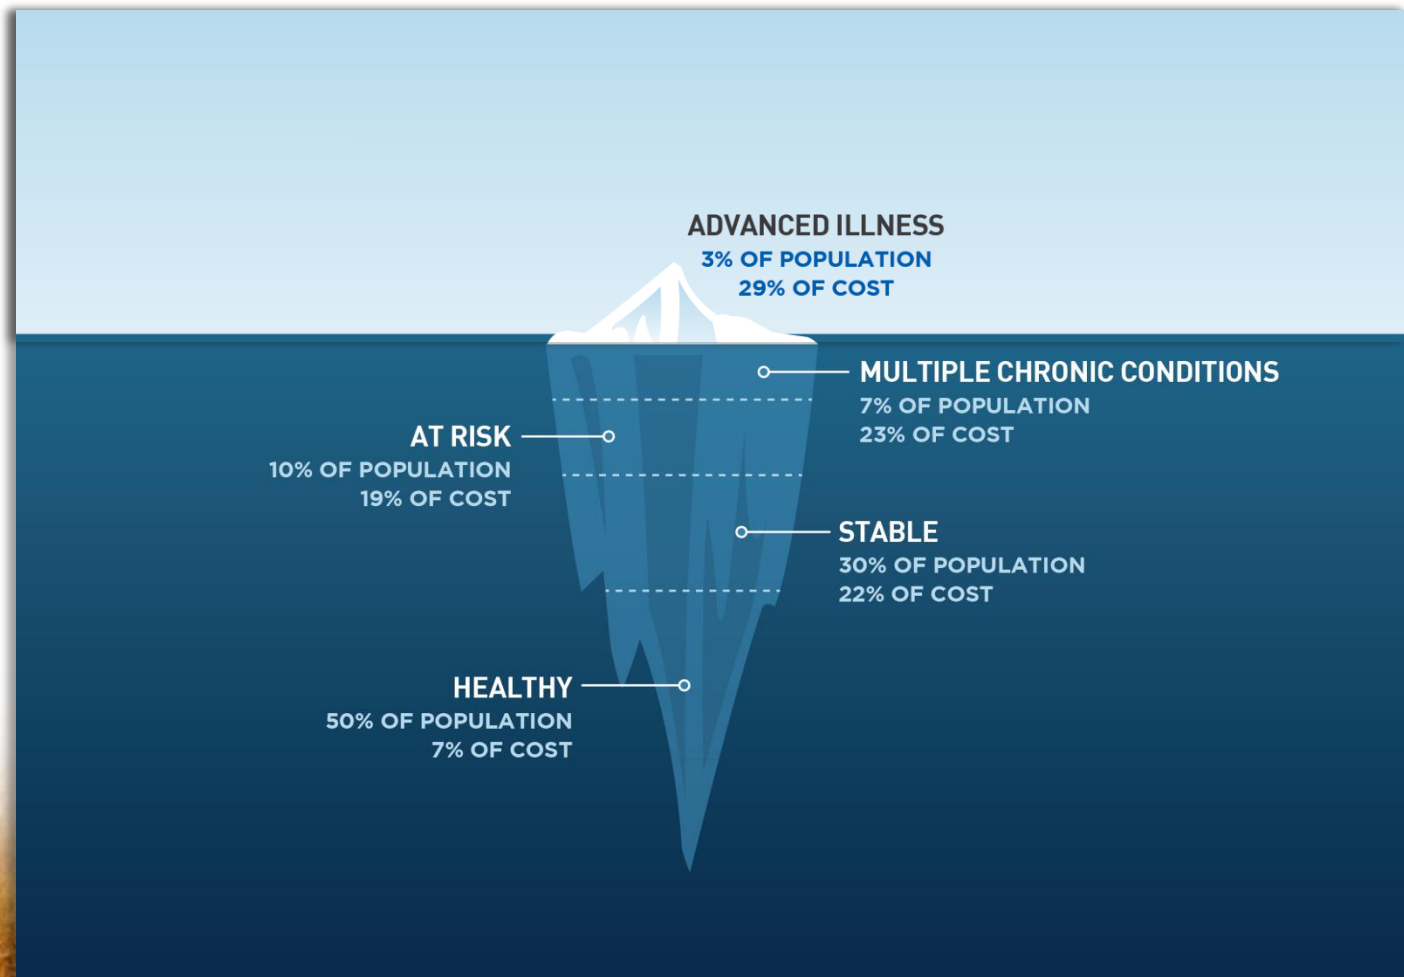 ADVANCED ILLNESS
3% OF POPULATION
29% OF COST
MULTIPLE CHRONIC CONDITIONS
7% OF POPULATION
23% OF COST
AT RISK
10% OF POPULATION
19% OF COST
STABLE
30% OF POPULATION
22% OF COST
HEALTHY
50% OF POPULATION
7% OF COST